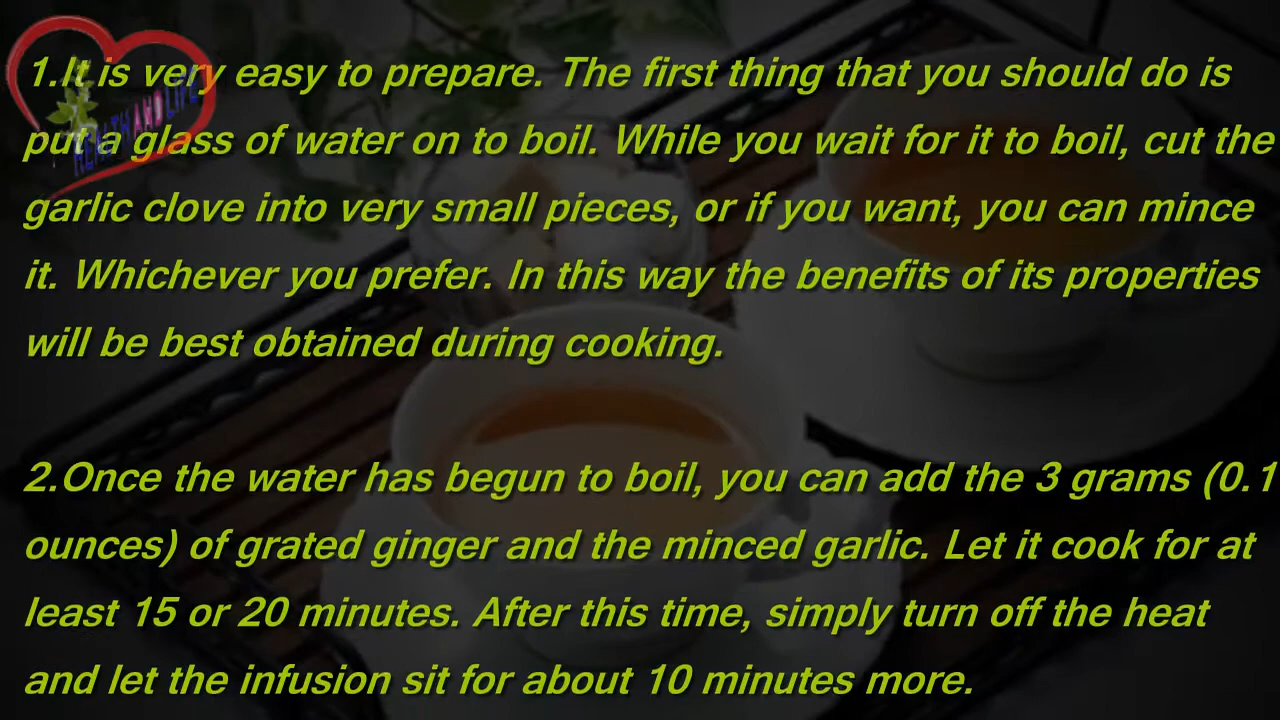 HEALTH AND LIFE
1.It is very easy to prepare. The first thing that you should do is
put a glass of water on to boil. While you wait for it to boil, cut the
garlic clove into very small pieces, or if you want, you can mince
it. Whichever you prefer. In this way the benefits of its properties
will be best obtained during cooking.
2.Once the water has begun to boil, you can add the 3 grams (0.1
ounces) of grated ginger and the minced garlic. Let it cook for at
least 15 or 20 minutes. After this time, simply turn off the heat
and let the infusion sit for about 10 minutes more.